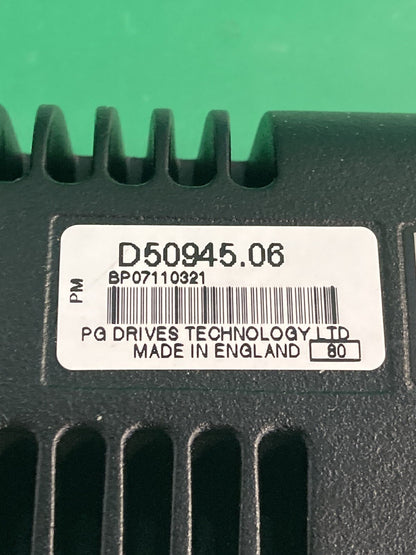 D50945.06
BP07110321
PM
PG DRIVES TECHNOLOGY LTD
MADE IN ENGLAND 80